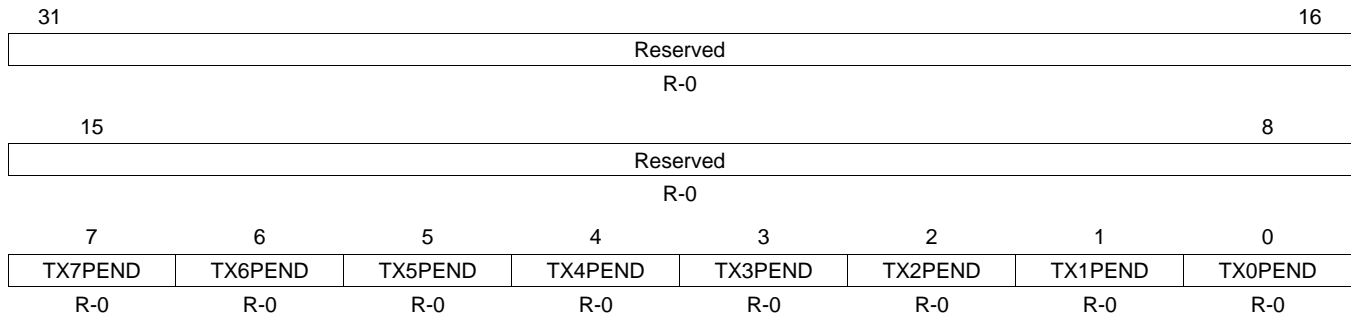 31 16
Reserved
R-0
15 8
Reserved
R-0
7 6 5 4 3 2 1 0
TX7PEND TX6PEND TX5PEND TX4PEND TX3PEND TX2PEND TX1PEND TX0PEND
R-0 R-0 R-0 R-0 R-0 R-0 R-0 R-0